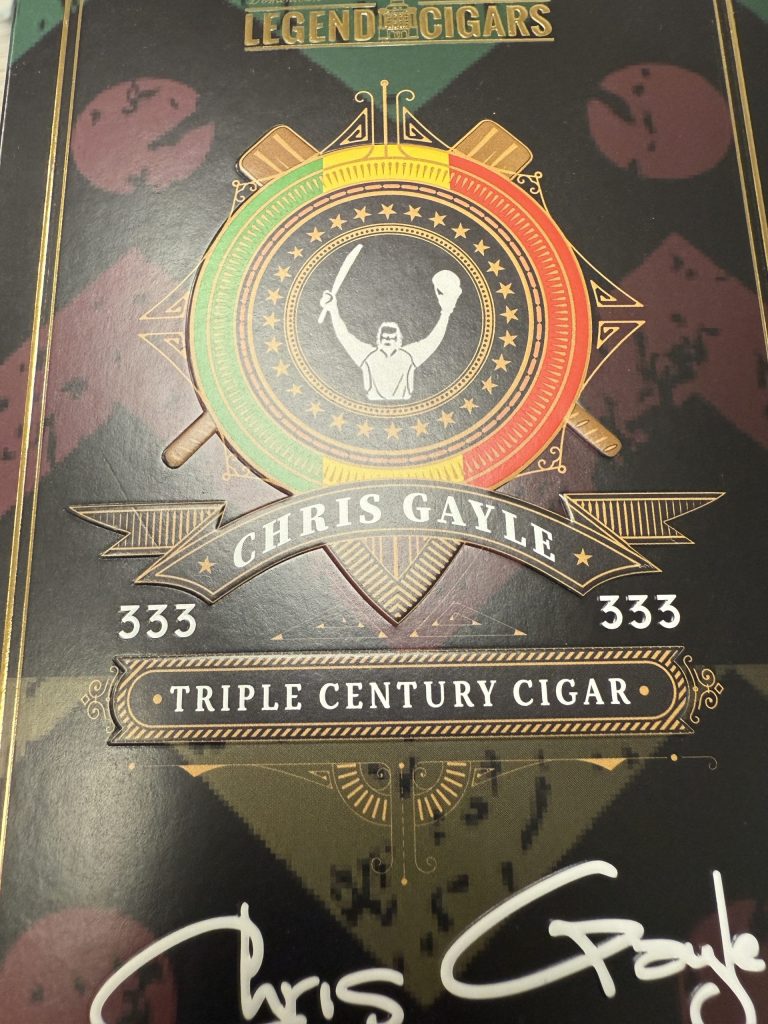 LEGEND CIGARS
CHRIS GAYLE
333 333
TRIPLE CENTURY CIGAR
Chris Gayle